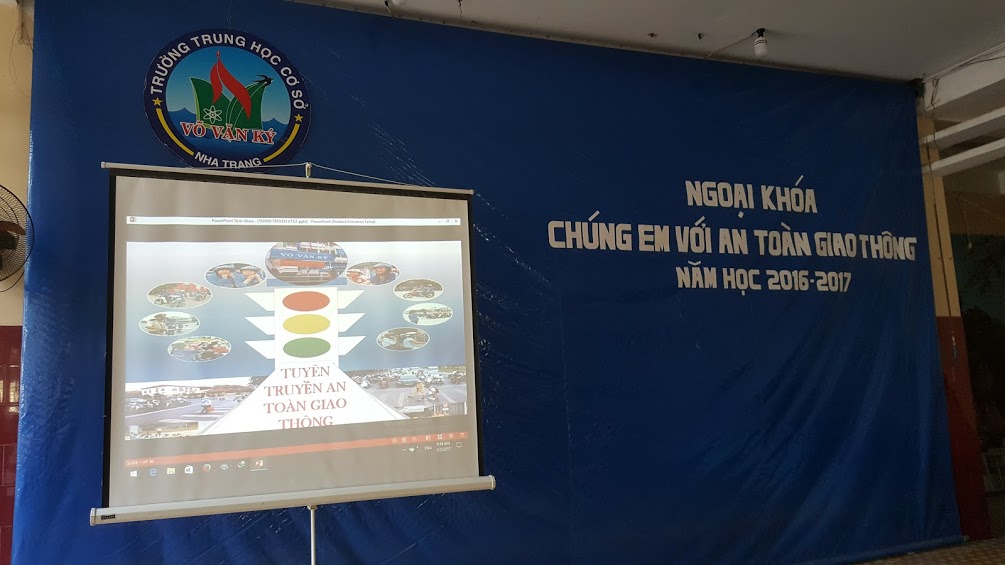 TRƯỜNG TRUNG HỌC CƠ SỞ
VÕ VĂN KÝ
NHA TRANG
NGOẠI KHÓA
CHÚNG EM VỚI AN TOÀN GIAO THÔNG
NĂM HỌC 2016-2017
VÕ VĂN KÝ
TUYÊN
TRUYỀN AN
TOÀN GIAO
THÔNG
ENG